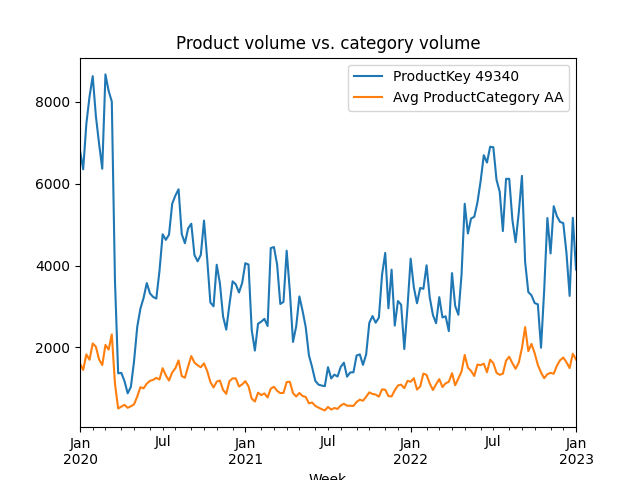 Product volume vs. category volume
ProductKey 49340
Avg ProductCategory AA
8000
6000
4000
2000
Jan Jul Jan Jul Jan Jul Jan
2020 2021 2022 2023
Week